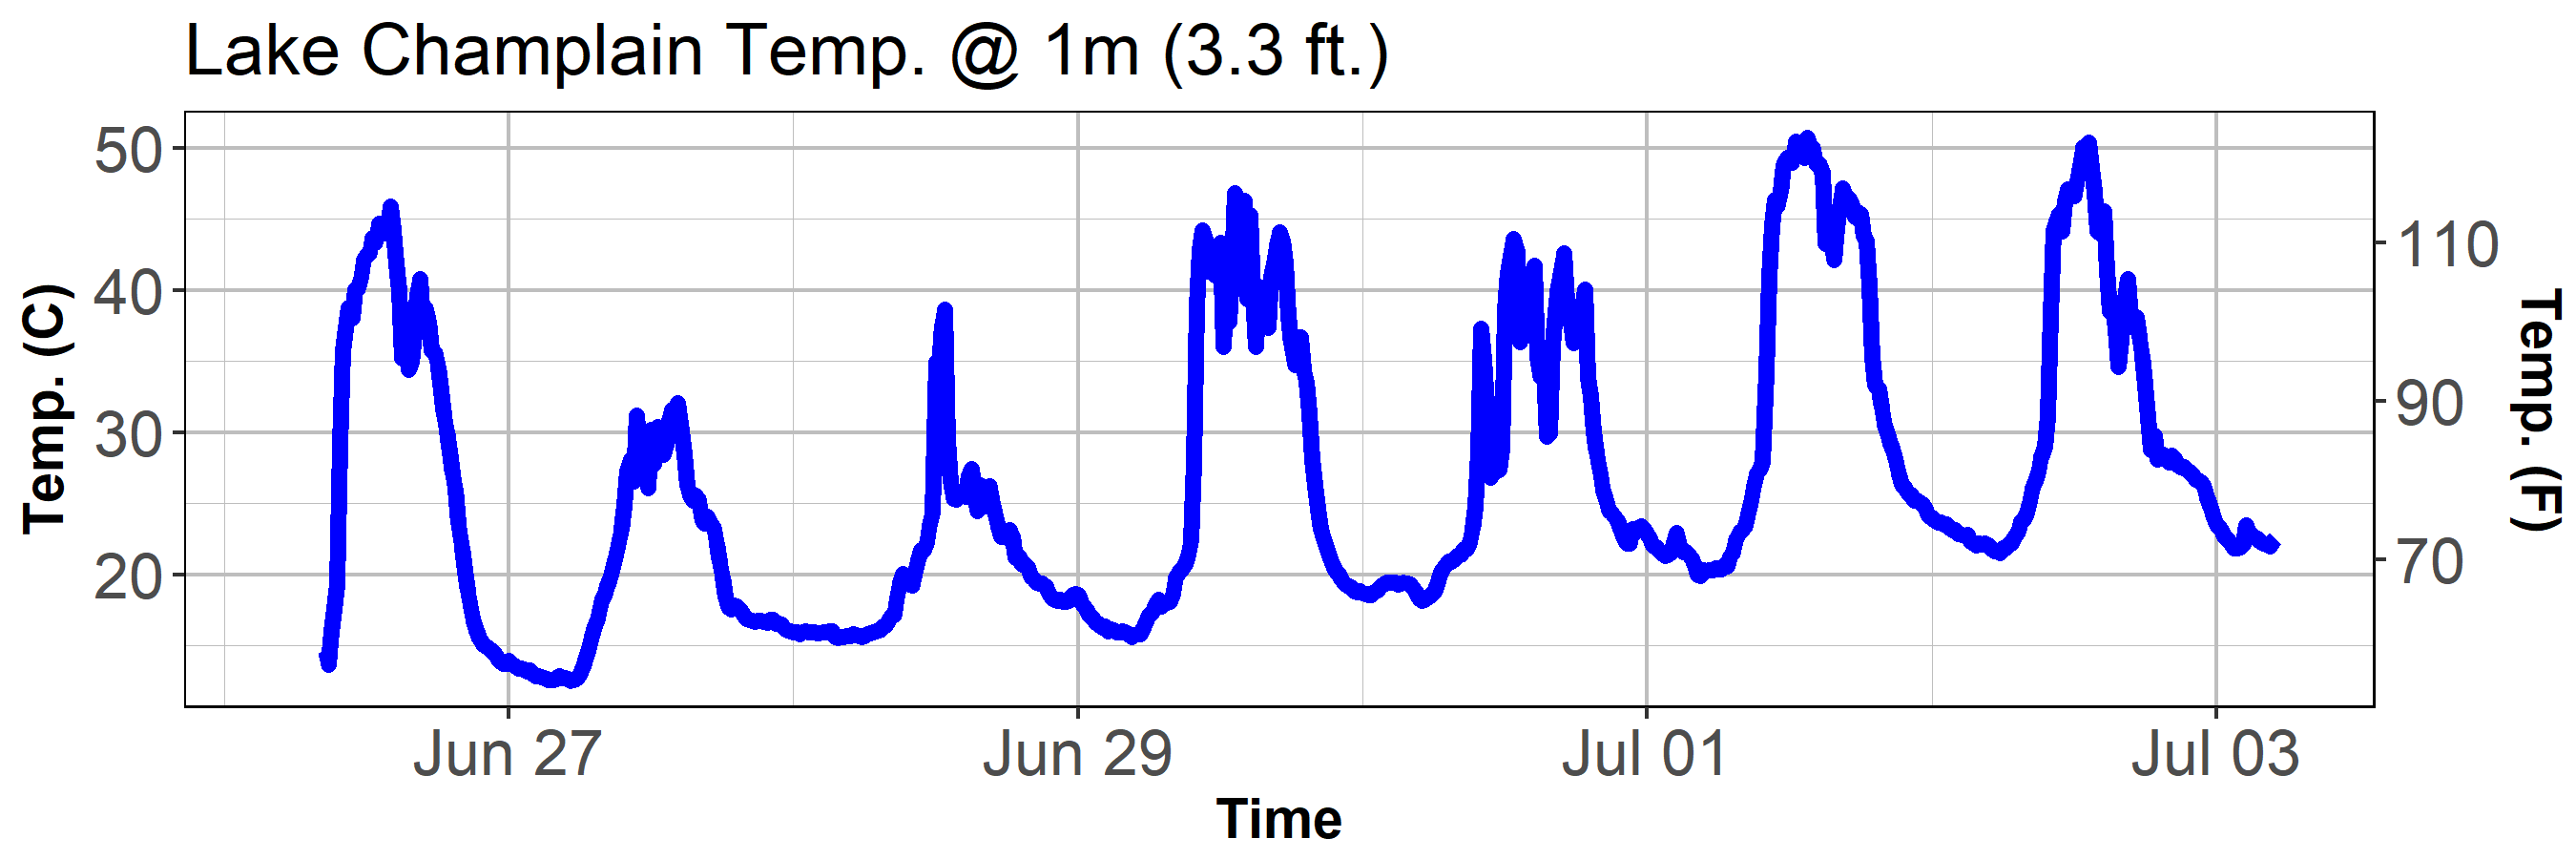 Lake Champlain Temp. @ 1m (3.3 ft.)
Temp. (C)
50
40
30
20
110
90
70
Temp. (F)
Jun 27
Jun 29
Jul 01
Jul 03
Time